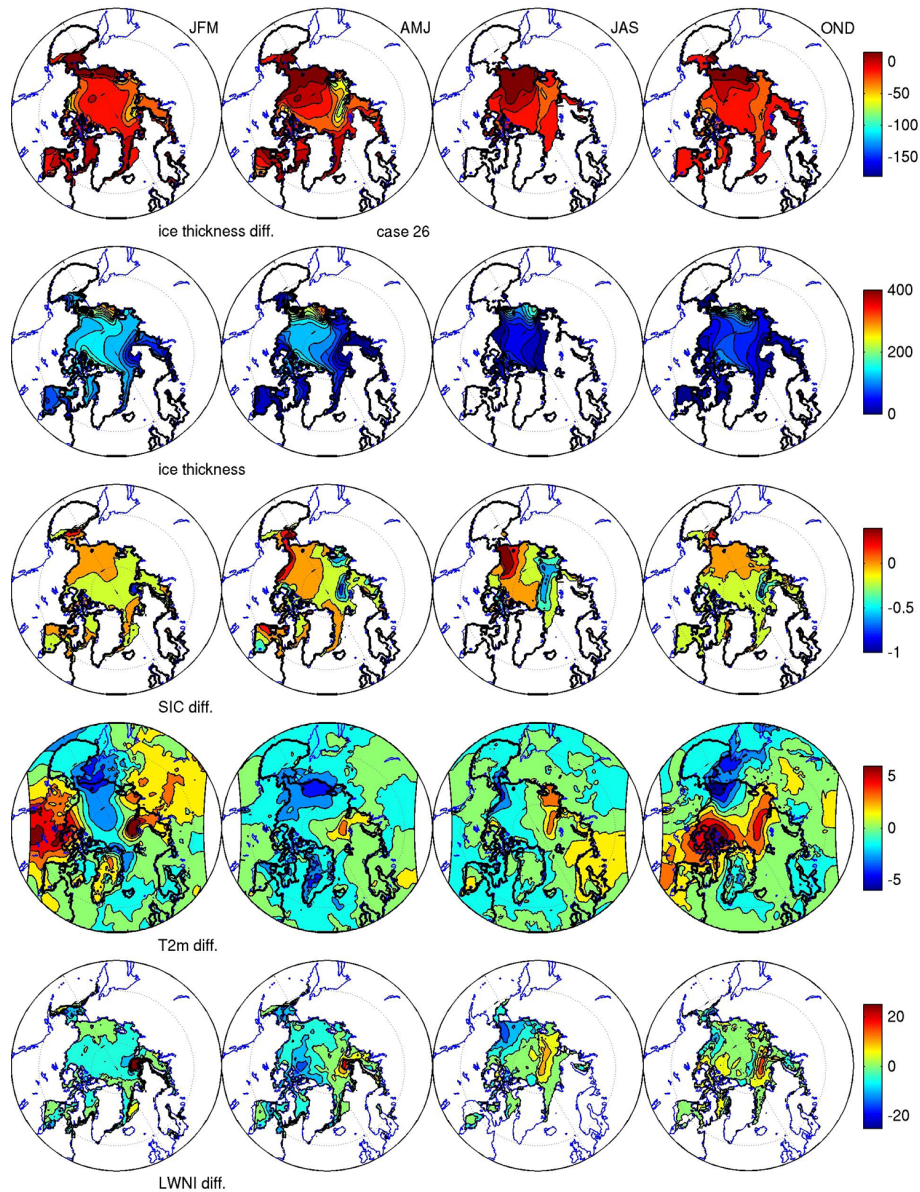 JFM
AMJ
JAS
OND
0
-50
-100
-150
ice thickness diff.
case 26
400
200
0
ice thickness
0
-0.5
-1
SIC diff.
5
0
-5
T2m diff.
20
0
-20
LWNI diff.